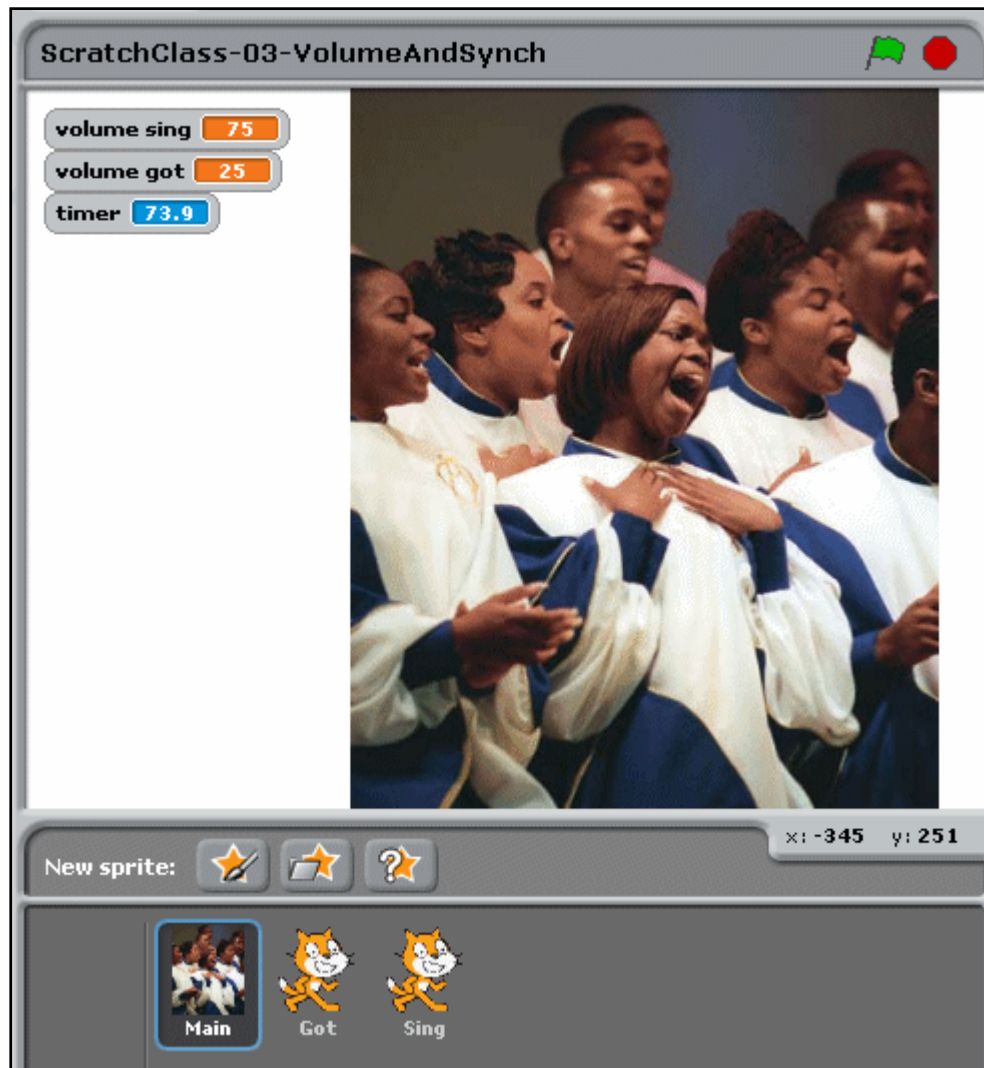 ScratchClass-03-VolumeAndSynch
volume sing 75
volume got 25
timer 73.9
x: -345 y: 251
New sprite:
Main Got Sing